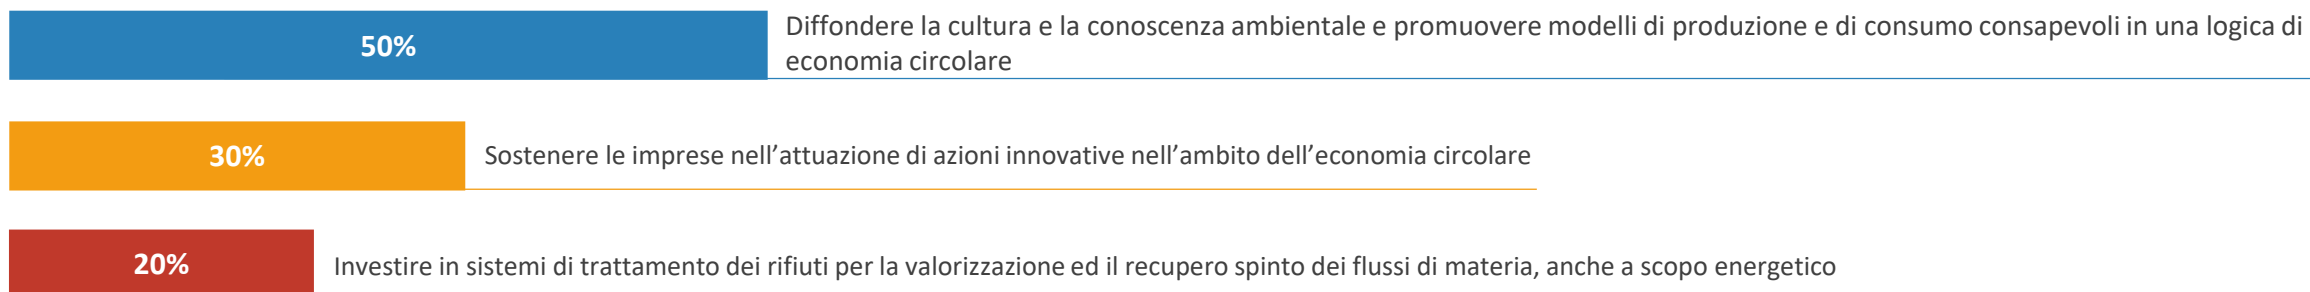 50%
Diffondere la cultura e la conoscenza ambientale e promuovere modelli di produzione e di consumo consapevoli in una logica di
economia circolare
30%
Sostenere le imprese nell’attuazione di azioni innovative nell’ambito dell’economia circolare
20%
Investire in sistemi di trattamento dei rifiuti per la valorizzazione ed il recupero spinto dei flussi di materia, anche a scopo energetico